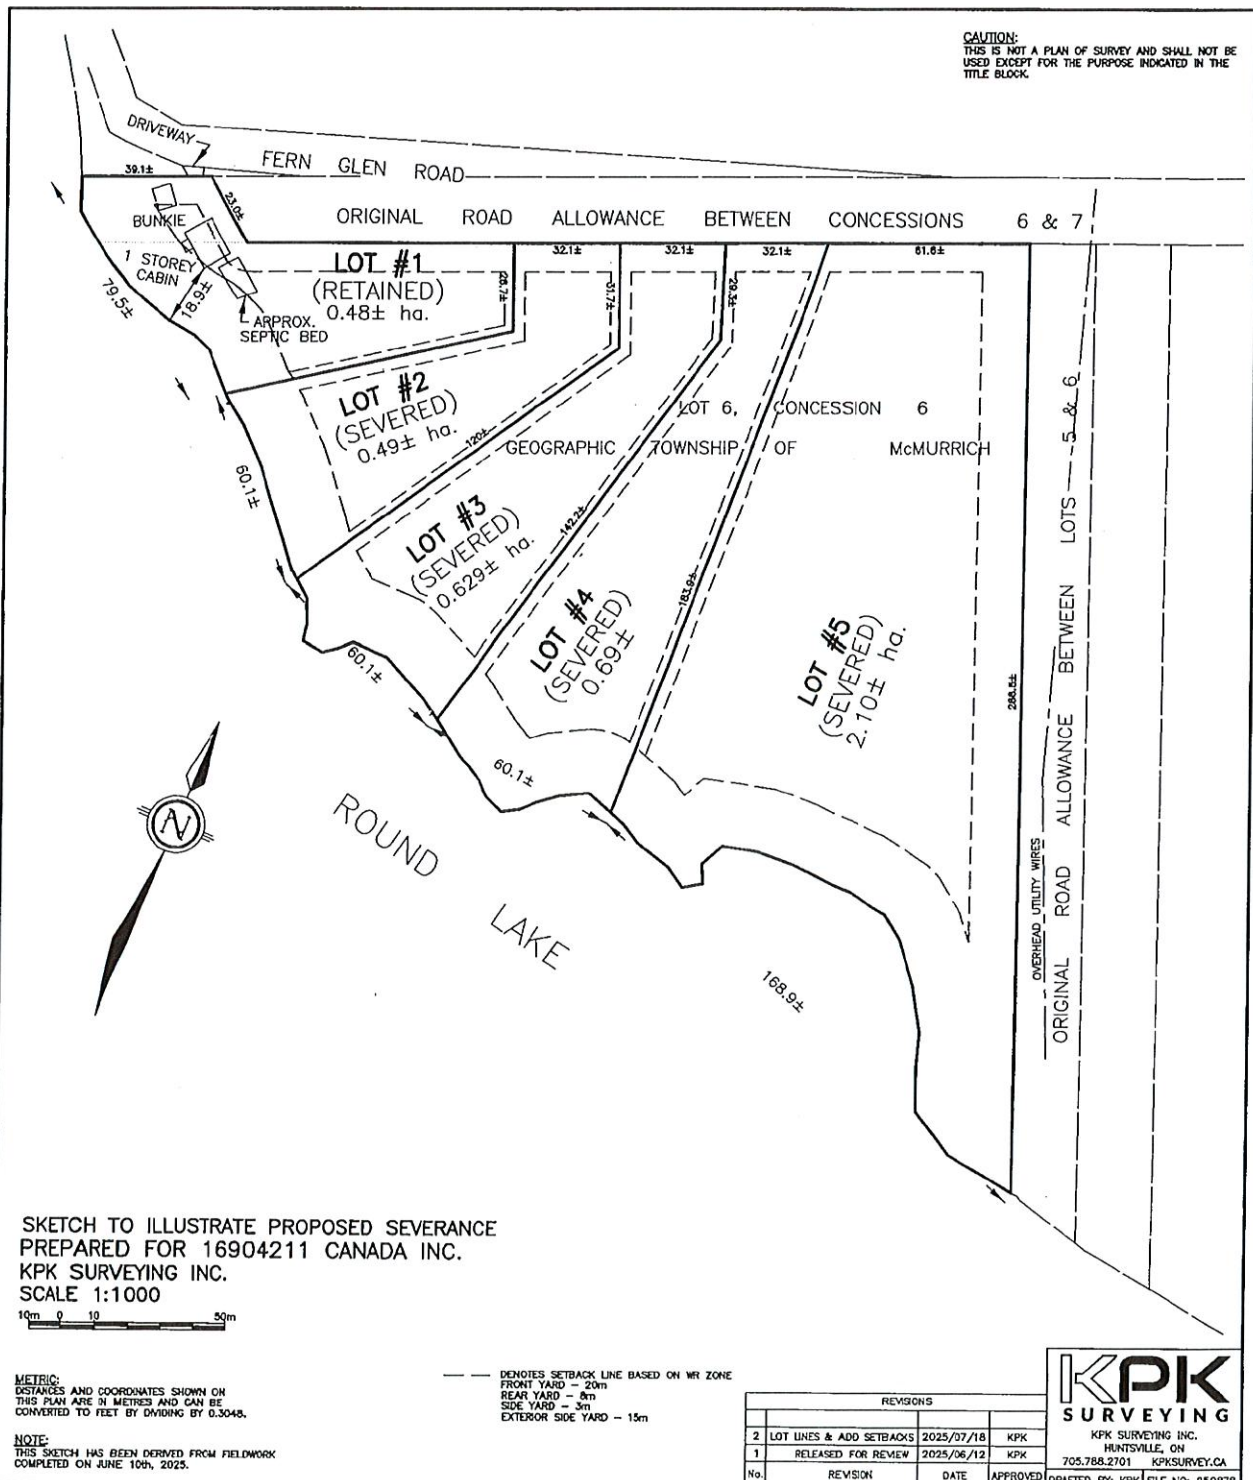 CAUTION:
THIS IS NOT A PLAN OF SURVEY AND SHALL NOT BE
USED EXCEPT FOR THE PURPOSE INDICATED IN THE
TITLE BLOCK.
DRIVEWAY
FERN GLEN ROAD
39.1±
23.0±
ORIGINAL ROAD ALLOWANCE BETWEEN CONCESSIONS 6 & 7
BUNKIE
1 STOREY
CABIN
79.5±
18.9±
APPROX.
SEPTIC BED
LOT #1
(RETAINED)
0.48± ha.
32.1±
32.1±
32.1±
61.6±
31.7±
LOT #2
(SEVERED)
0.49± ha.
120±
60.1±
LOT 6, CONCESSION 6
GEOGRAPHIC TOWNSHIP OF McMURRICH
LOT #3
(SEVERED)
0.629± ha.
142.2±
60.1±
LOT #4
(SEVERED)
0.69±
183.9±
60.1±
LOT #5
(SEVERED)
2.10± ha.
168.9±
OVERHEAD UTILITY WIRES
ORIGINAL ROAD ALLOWANCE BETWEEN LOTS 5 & 6
N
ROUND LAKE
SKETCH TO ILLUSTRATE PROPOSED SEVERANCE
PREPARED FOR 16904211 CANADA INC.
KPK SURVEYING INC.
SCALE 1:1000
10m 0 10 50m
METRIC:
DISTANCES AND COORDINATES SHOWN ON
THIS PLAN ARE IN METRES AND CAN BE
CONVERTED TO FEET BY DIVIDING BY 0.3048.
NOTE:
THIS SKETCH HAS BEEN DERIVED FROM FIELDWORK
COMPLETED ON JUNE 10th, 2025.
DENOTES SETBACK LINE BASED ON WR ZONE
FRONT YARD - 20m
REAR YARD - 8m
SIDE YARD - 3m
EXTERIOR SIDE YARD - 15m
REVISIONS
2 LOT LINES & ADD SETBACKS 2025/07/18 KPK
1 RELEASED FOR REVIEW 2025/06/12 KPK
No. REVISION DATE APPROVED
KPK
SURVEYING
KPK SURVEYING INC.
HUNTSVILLE, ON
705.788.2701 KPKSURVEY.CA
DRAFTED BY: KPK FILE NO: